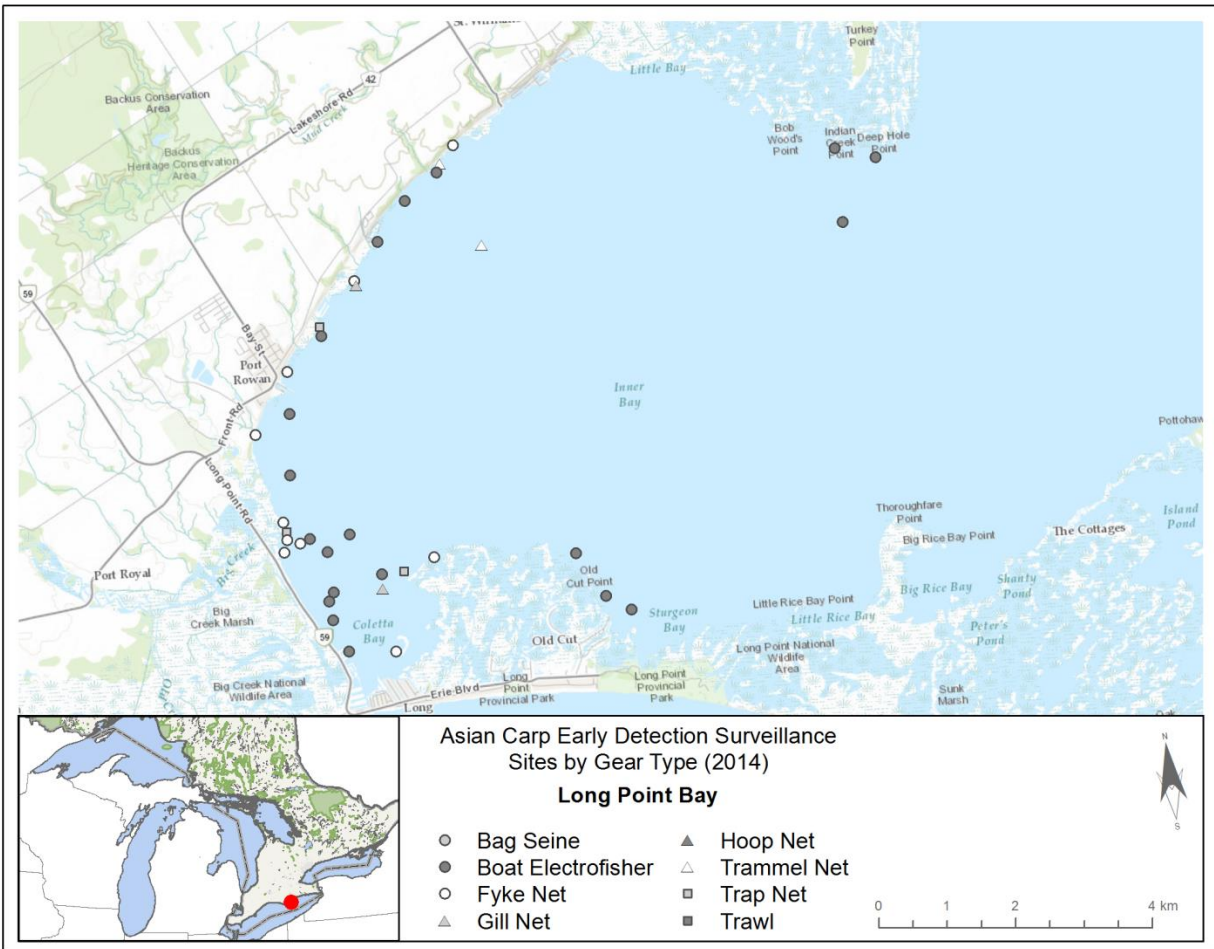 St. Williams
Turkey
Point
Little Bay
42
Backus Conservation
Area
Lakeshore Rd
Mud Creek
Bob
Wood's
Point
Indian
Creek
Point
Deep Hole
Point
Backus
Heritage Conservation
Area
59
Bay St
Port
Rowan
Inner
Bay
Front Rd
Pottohaw
Long Point Rd
Thoroughfare
Point
Island
Pond
The Cottages
Big Rice Bay Point
Port Royal
Big Creek
Old
Cut Point
Shanty
Pond
Big Rice Bay
Little Rice Bay Point
Big
Creek Marsh
Sturgeon
Bay
Little Rice Bay
Peter's
Pond
59
Coletta
Bay
Old Cut
Long Point National
Wildlife
Area
Big Creek National
Wildlife Area
Erie Blvd
Long
Point
Provincial Park
Long Point
Provincial
Park
Sunk
Marsh
Long
Asian Carp Early Detection Surveillance
Sites by Gear Type (2014)
Long Point Bay
N
S
Bag Seine
Boat Electrofisher
Fyke Net
Gill Net
Hoop Net
Trammel Net
Trap Net
Trawl
0 1 2 4 km